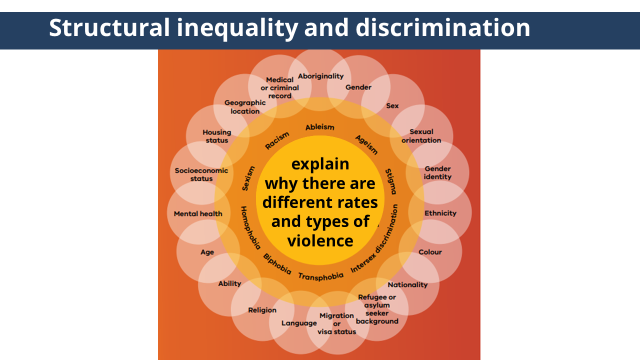 Structural inequality and discrimination
Aboriginality
Gender
Sex
Sexual
orientation
Gender
identity
Ethnicity
Colour
Nationality
Refugee or
asylum
seeker
background
Migration
or
visa status
Language
Religion
Ability
Age
Mental health
Socioeconomic
status
Housing
status
Geographic
location
Medical
or criminal
record
Ableism
Ageism
Stigma
Intersex discrimination
Transphobia
Biphobia
Homophobia
Sexism
Racism
explain
why there are
different rates
and types of
violence